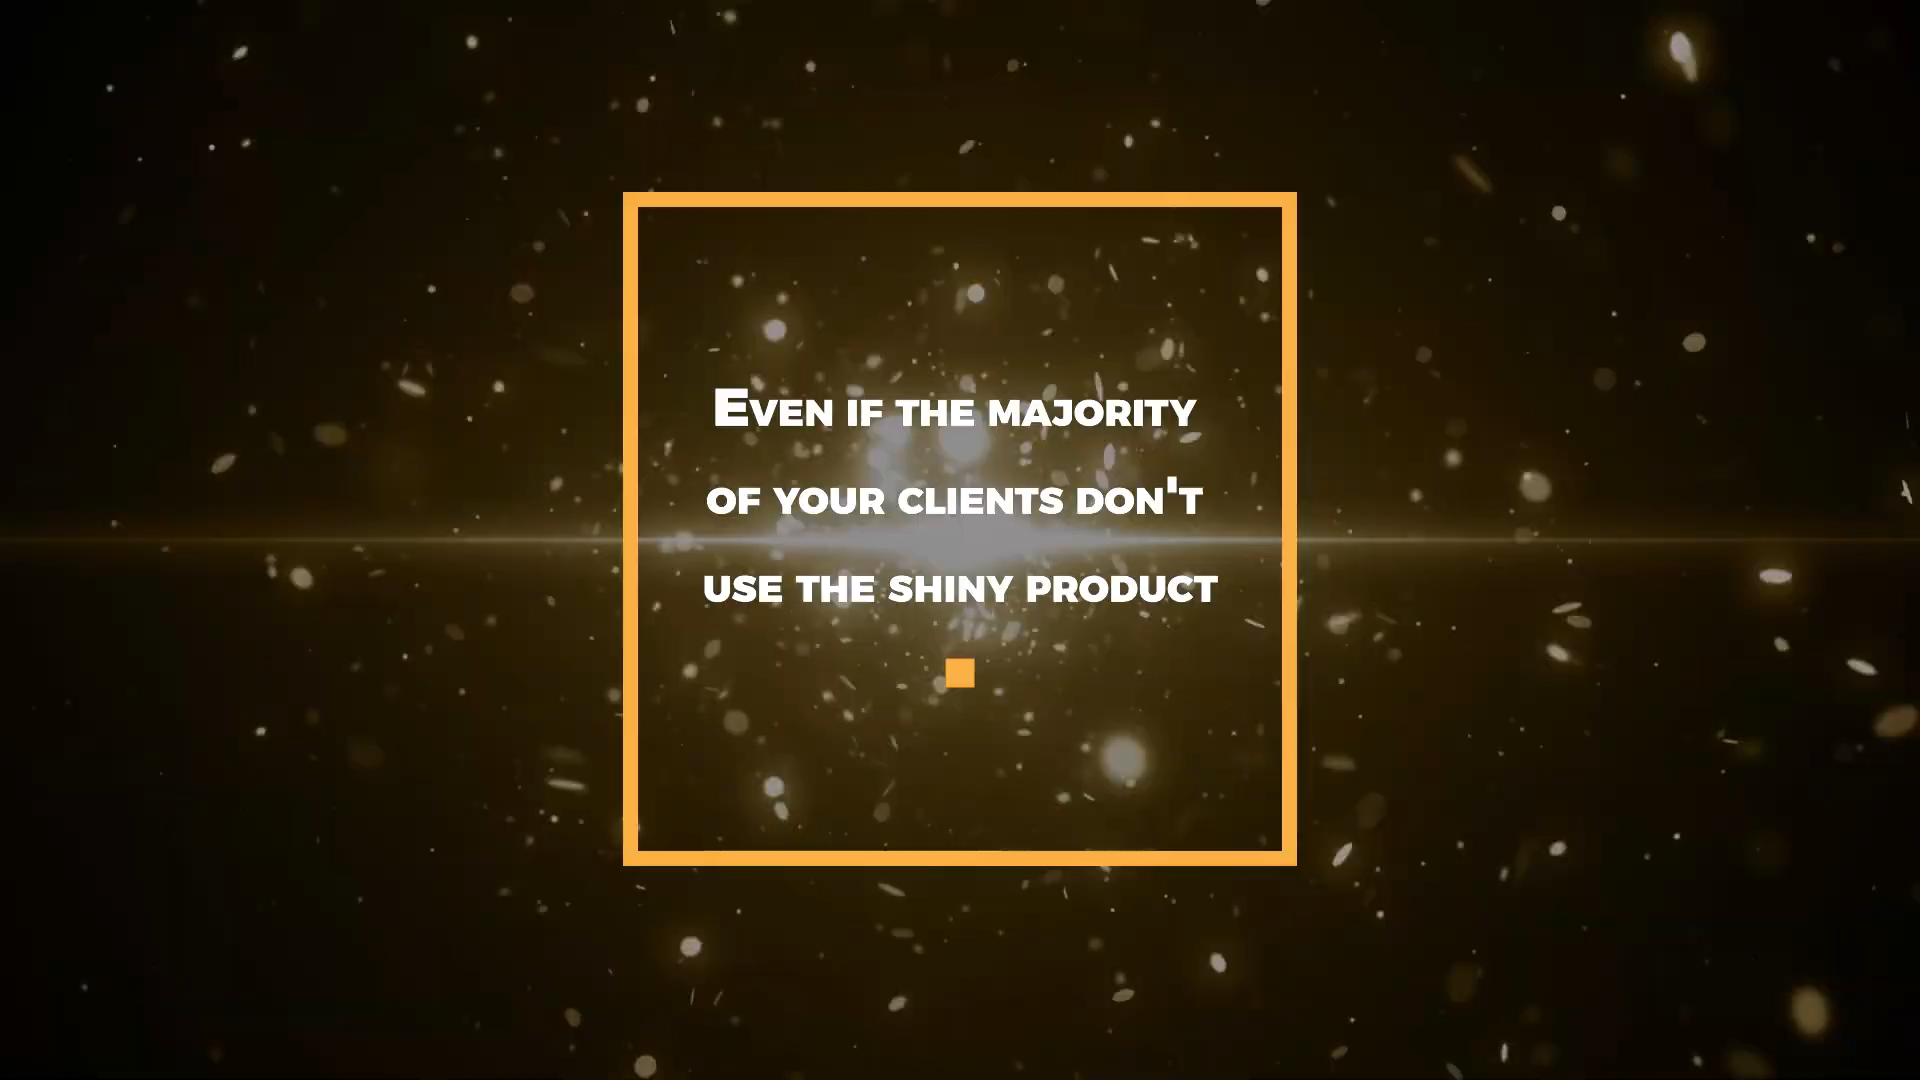 Even if the majority
of your clients don't
use the shiny product